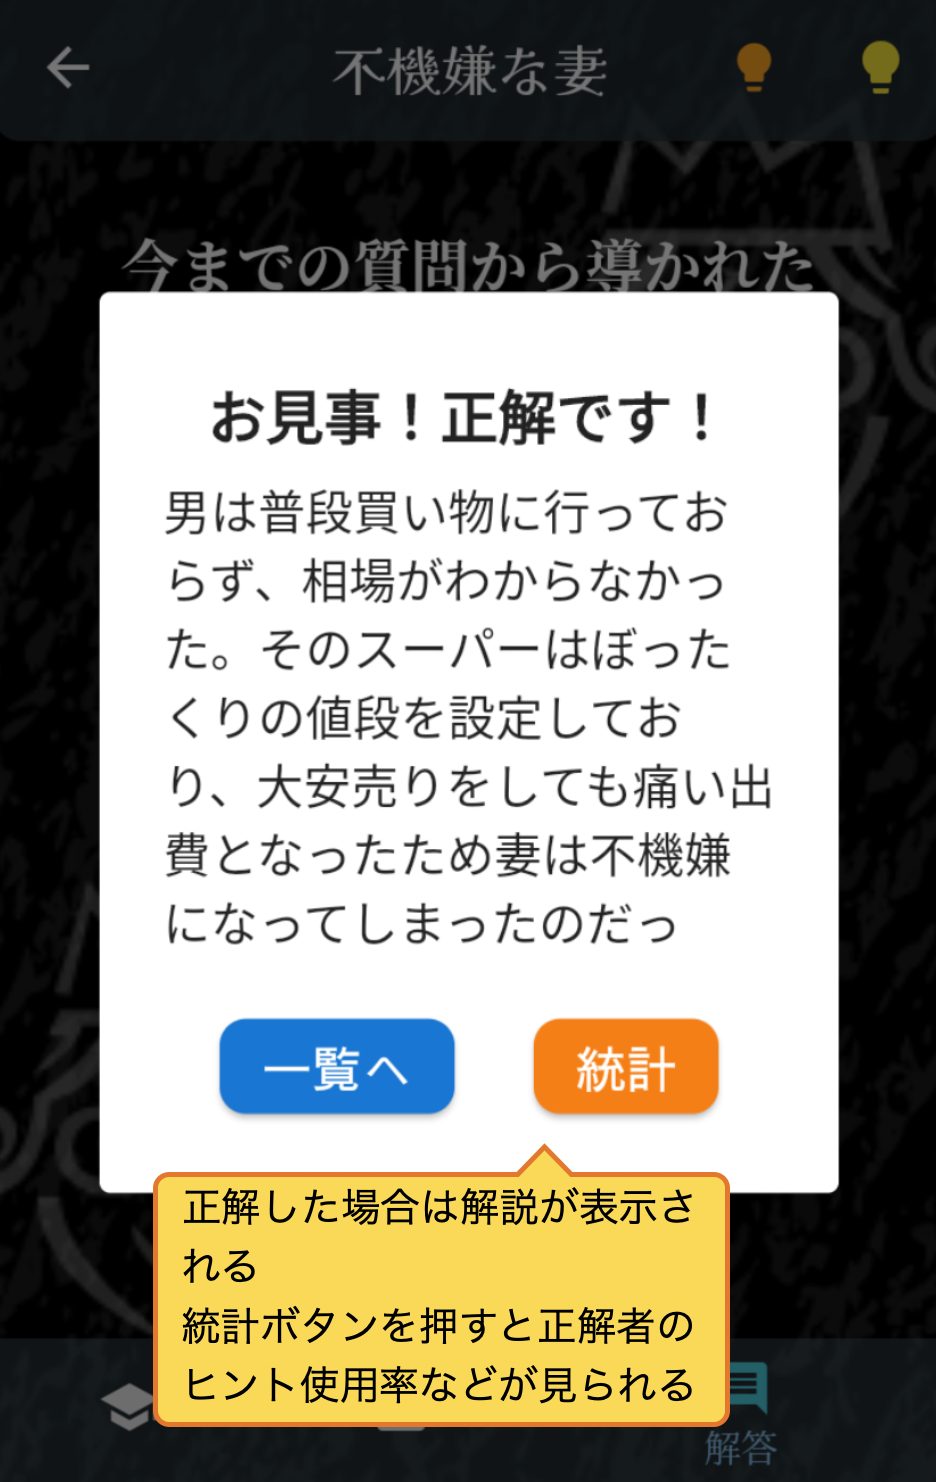 不機嫌な妻
今までの質問から導かれた
お見事！正解です！
男は普段買い物に行ってお
らず、相場がわからなかっ
た。そのスーパーはぼった
くりの値段を設定してお
り、大安売りをしても痛い出
費となったため妻は不機嫌
になってしまったのだっ
一覧へ
統計
正解した場合は解説が表示さ
れる
統計ボタンを押すと正解者の
ヒント使用率などが見られる
解答